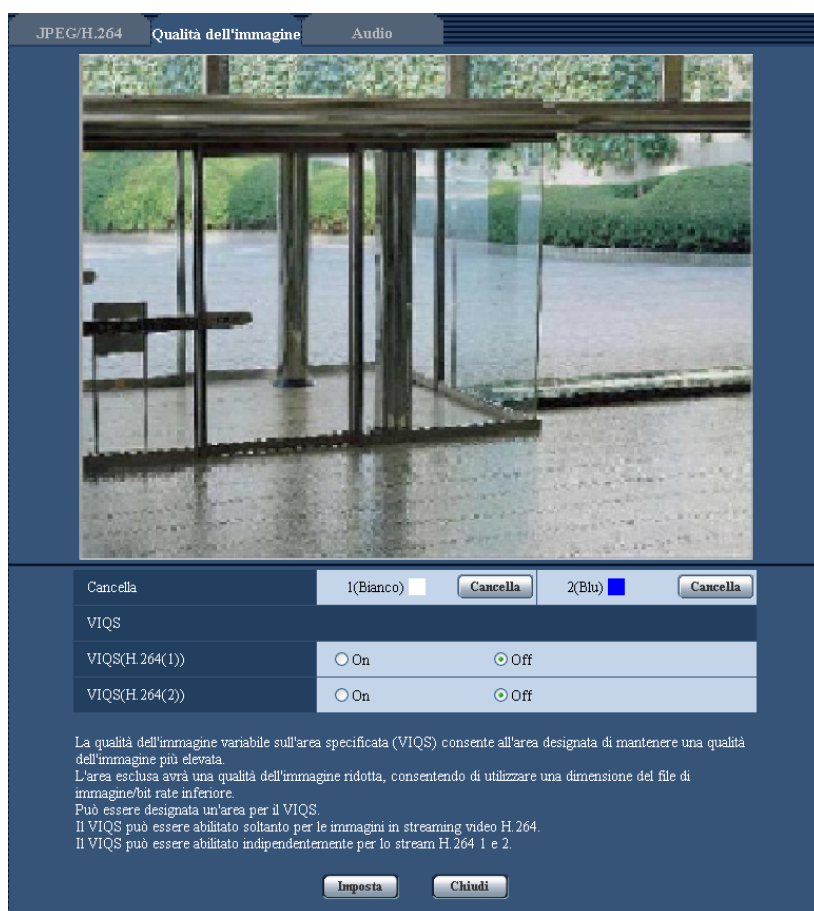 JPEG/H.264 Qualità dell'immagine Audio
Cancella 1(Bianco) Cancella 2(Blu) Cancella
VIQS
VIQS(H.264(1)) On Off
VIQS(H.264(2)) On Off
La qualità dell'immagine variabile sull'area specificata (VIQS) consente all'area designata di mantenere una qualità
dell'immagine più elevata.
L'area esclusa avrà una qualità dell'immagine ridotta, consentendo di utilizzare una dimensione del file di
immagine/bit rate inferiore.
Può essere designata un'area per il VIQS.
Il VIQS può essere abilitato soltanto per le immagini in streaming video H.264.
Il VIQS può essere abilitato indipendentemente per lo stream H.264 1 e 2.
Imposta Chiudi